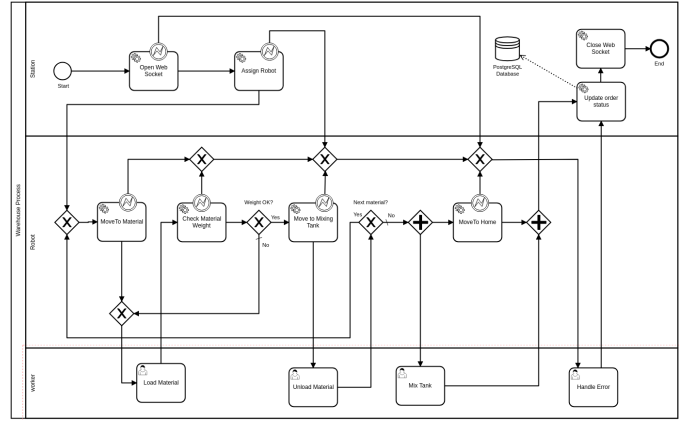 Warehouse Process
Station
Start
Open Web
Socket
Assign Robot
PostgreSQL
Database
Close Web
Socket
End
Update order
status
Robot
MoveTo Material
Check Material
Weight
Weight OK?
Yes
No
Move to Mixing
Tank
Next material?
Yes
No
MoveTo Home
worker
Load Material
Unload Material
Mix Tank
Handle Error